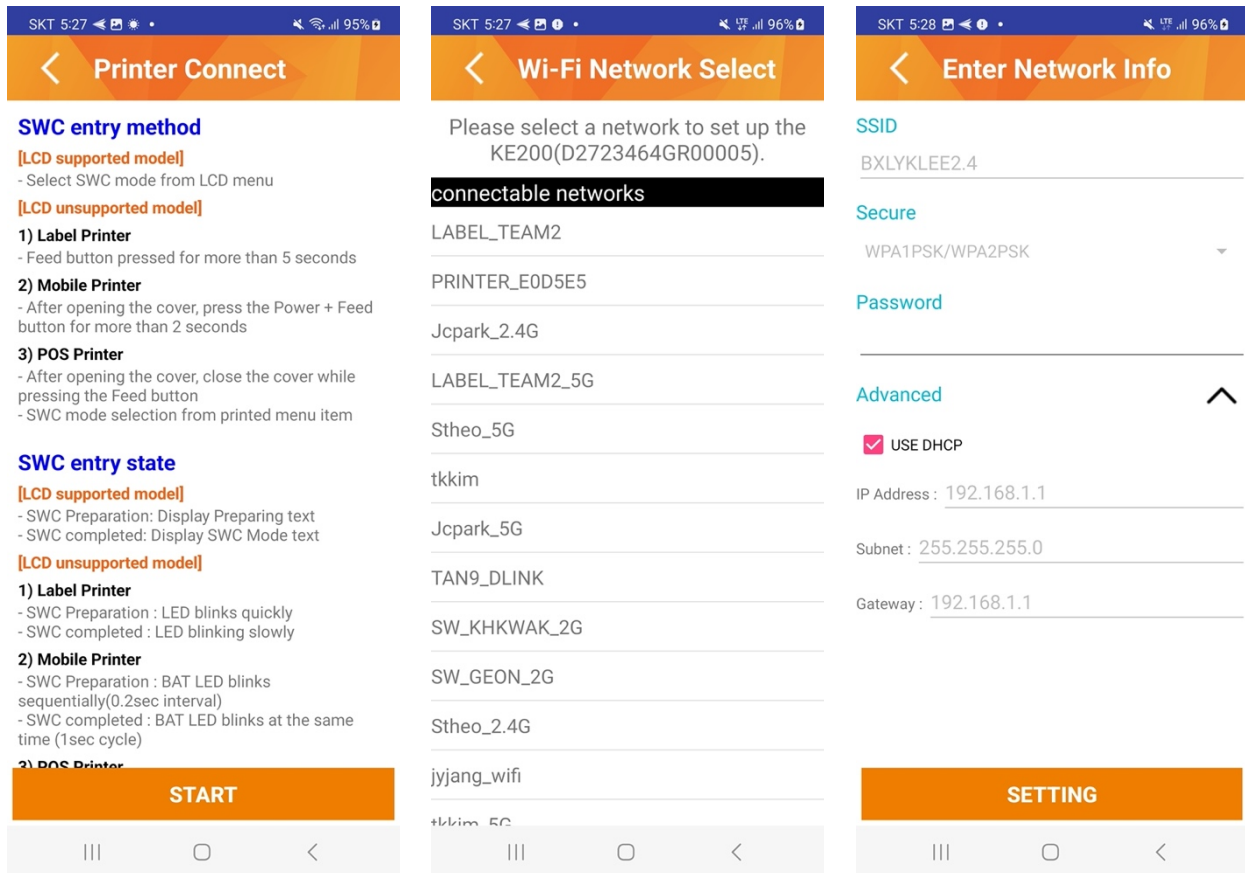 SKT 5:27
95%
Printer Connect
SWC entry method
[LCD supported model]
- Select SWC mode from LCD menu
[LCD unsupported model]
1) Label Printer
- Feed button pressed for more than 5 seconds
2) Mobile Printer
- After opening the cover, press the Power + Feed
button for more than 2 seconds
3) POS Printer
- After opening the cover, close the cover while
pressing the Feed button
- SWC mode selection from printed menu item
SWC entry state
[LCD supported model]
- SWC Preparation: Display Preparing text
- SWC completed: Display SWC Mode text
[LCD unsupported model]
1) Label Printer
- SWC Preparation : LED blinks quickly
- SWC completed : LED blinking slowly
2) Mobile Printer
- SWC Preparation : BAT LED blinks
sequentially(0.2sec interval)
- SWC completed : BAT LED blinks at the same
time (1sec cycle)
3) POS Printer
START
SKT 5:27
LTE
96%
Wi-Fi Network Select
Please select a network to set up the
KE200(D2723464GR00005).
connectable networks
LABEL_TEAM2
PRINTER_E0D5E5
Jcpark_2.4G
LABEL_TEAM2_5G
Stheo_5G
tkkim
Jcpark_5G
TAN9_DLINK
SW_KHKWAK_2G
SW_GEON_2G
Stheo_2.4G
jyjang_wifi
tkkim_5G
SKT 5:28
LTE
96%
Enter Network Info
SSID
BXLYKLEE2.4
Secure
WPA1PSK/WPA2PSK
Password
Advanced
USE DHCP
IP Address : 192.168.1.1
Subnet : 255.255.255.0
Gateway : 192.168.1.1
SETTING